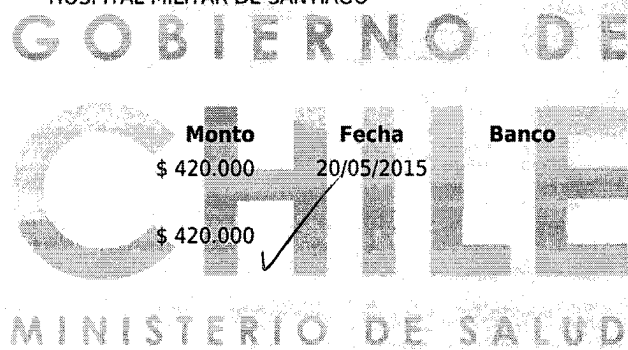 HOSPITAL MILITAR DE SANTIAGO
GOBIERNO DE
CHILE
Monto Fecha Banco
$ 420.000 20/05/2015
$ 420.000
MINISTERIO DE SALUD